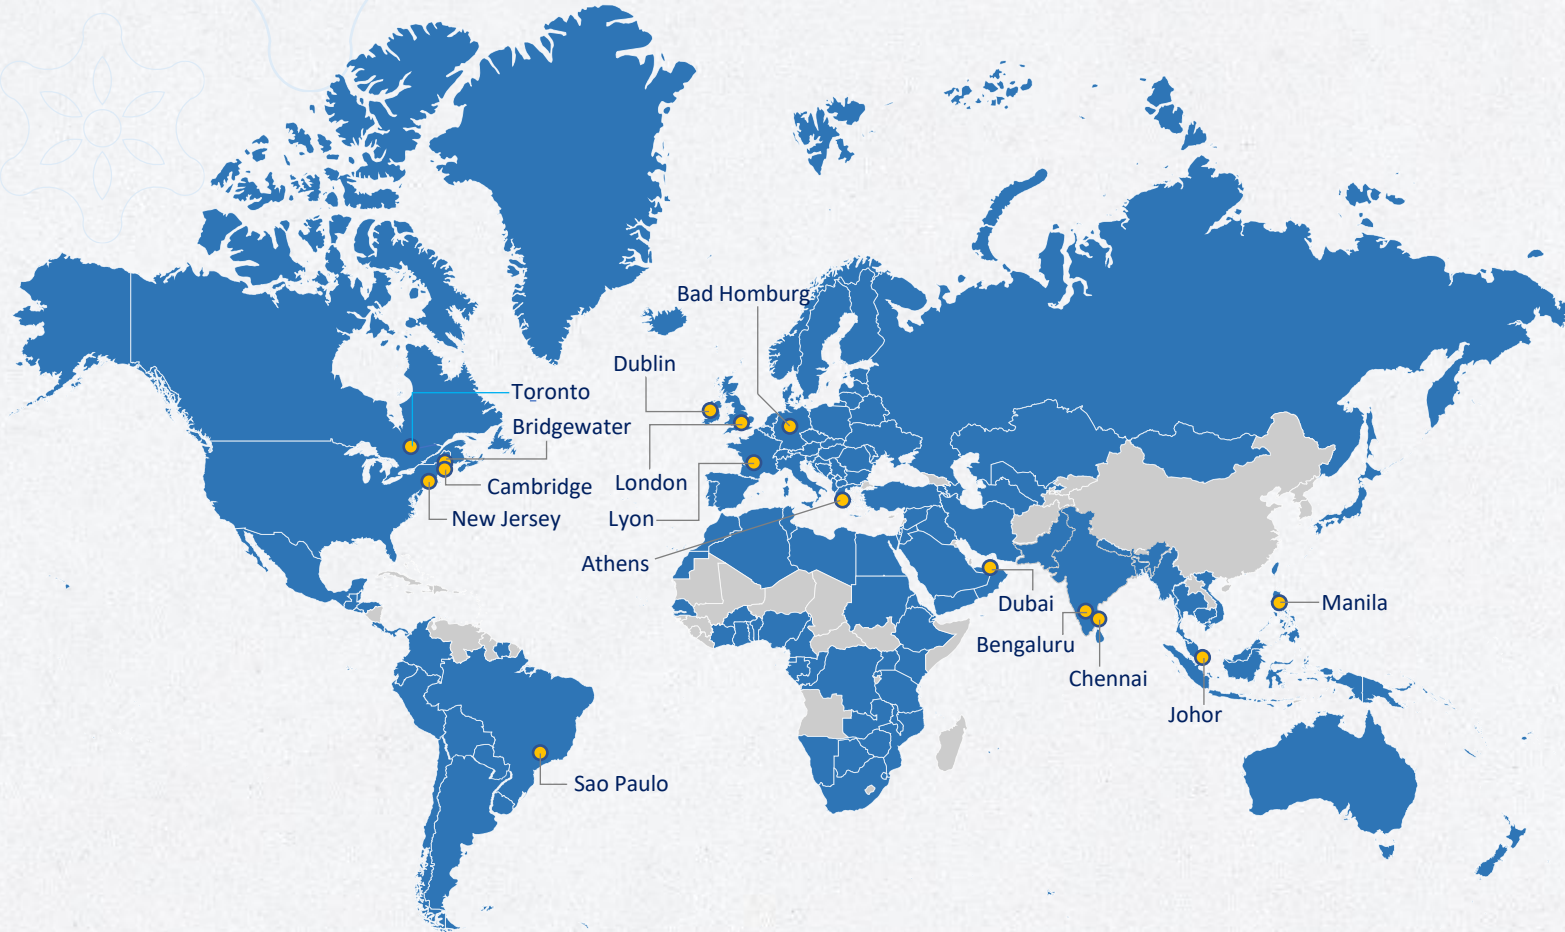 Bad Homburg
Dublin
Toronto
Bridgewater
London
Cambridge
Lyon
New Jersey
Athens
Dubai
Manila
Bengaluru
Chennai
Johor
Sao Paulo